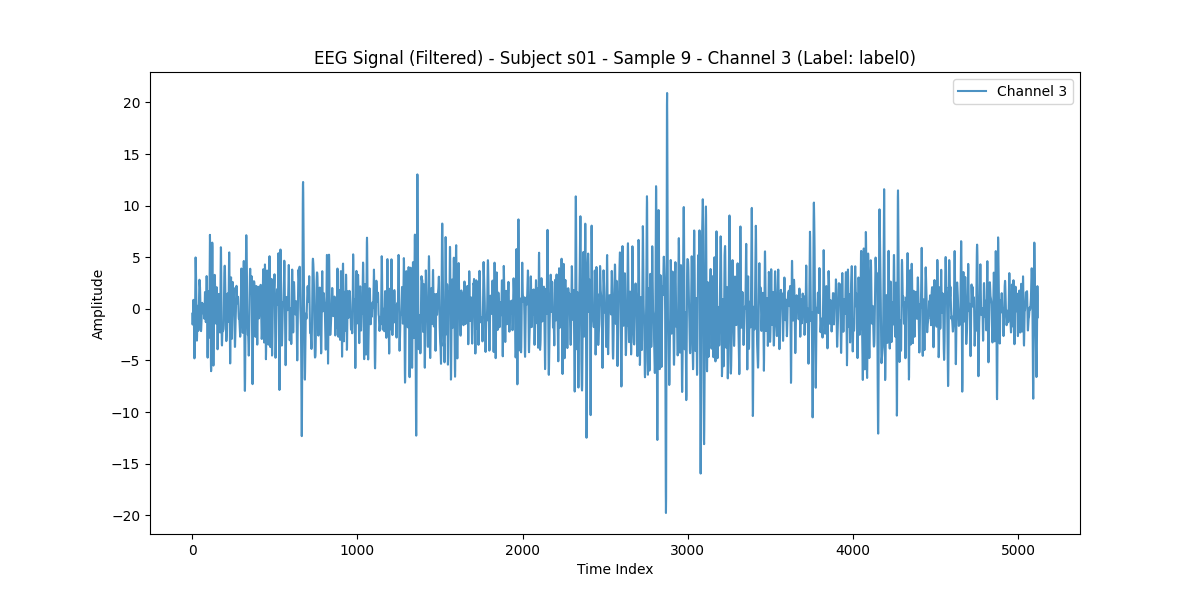 EEG Signal (Filtered) - Subject s01 - Sample 9 - Channel 3 (Label: label0)
Channel 3
20
15
10
5
0
−5
−10
−15
−20
Amplitude
0 1000 2000 3000 4000 5000
Time Index